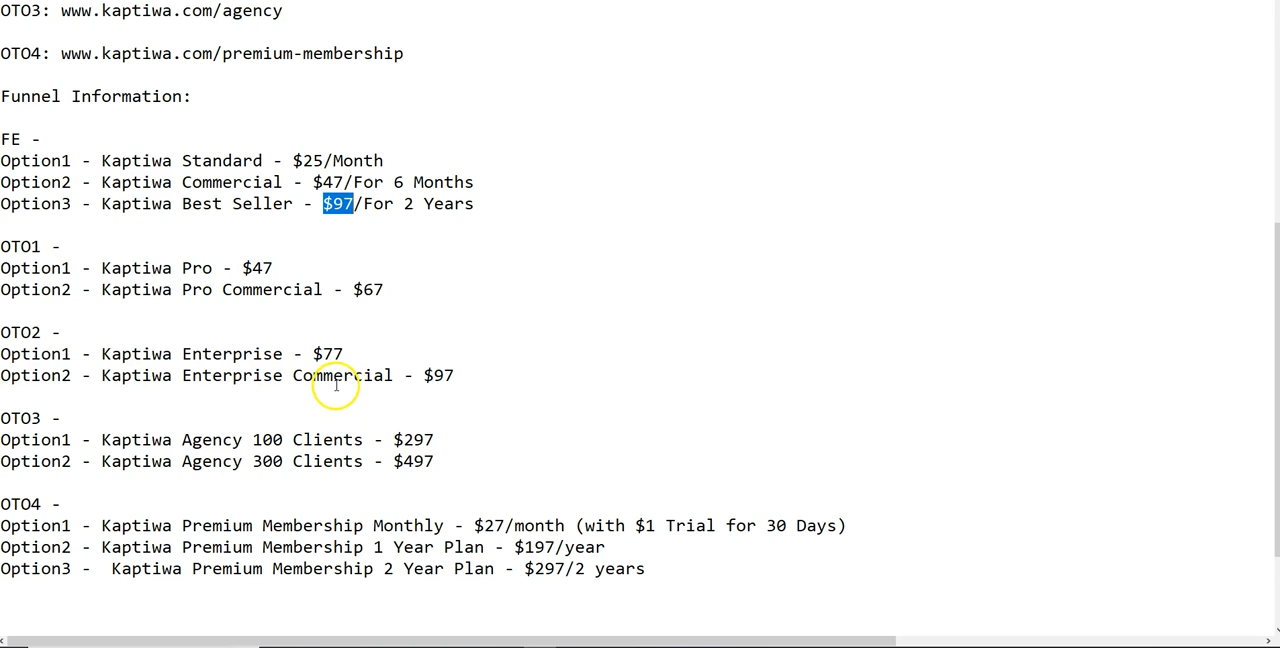 OTO3: www.kaptiwa.com/agency
OTO4: www.kaptiwa.com/premium-membership
Funnel Information:
FE -
Option1 - Kaptiwa Standard - $25/Month
Option2 - Kaptiwa Commercial - $47/For 6 Months
Option3 - Kaptiwa Best Seller - $97/For 2 Years
OTO1 -
Option1 - Kaptiwa Pro - $47
Option2 - Kaptiwa Pro Commercial - $67
OTO2 -
Option1 - Kaptiwa Enterprise - $77
Option2 - Kaptiwa Enterprise Commercial - $97
OTO3 -
Option1 - Kaptiwa Agency 100 Clients - $297
Option2 - Kaptiwa Agency 300 Clients - $497
OTO4 -
Option1 - Kaptiwa Premium Membership Monthly - $27/month (with $1 Trial for 30 Days)
Option2 - Kaptiwa Premium Membership 1 Year Plan - $197/year
Option3 -  Kaptiwa Premium Membership 2 Year Plan - $297/2 years